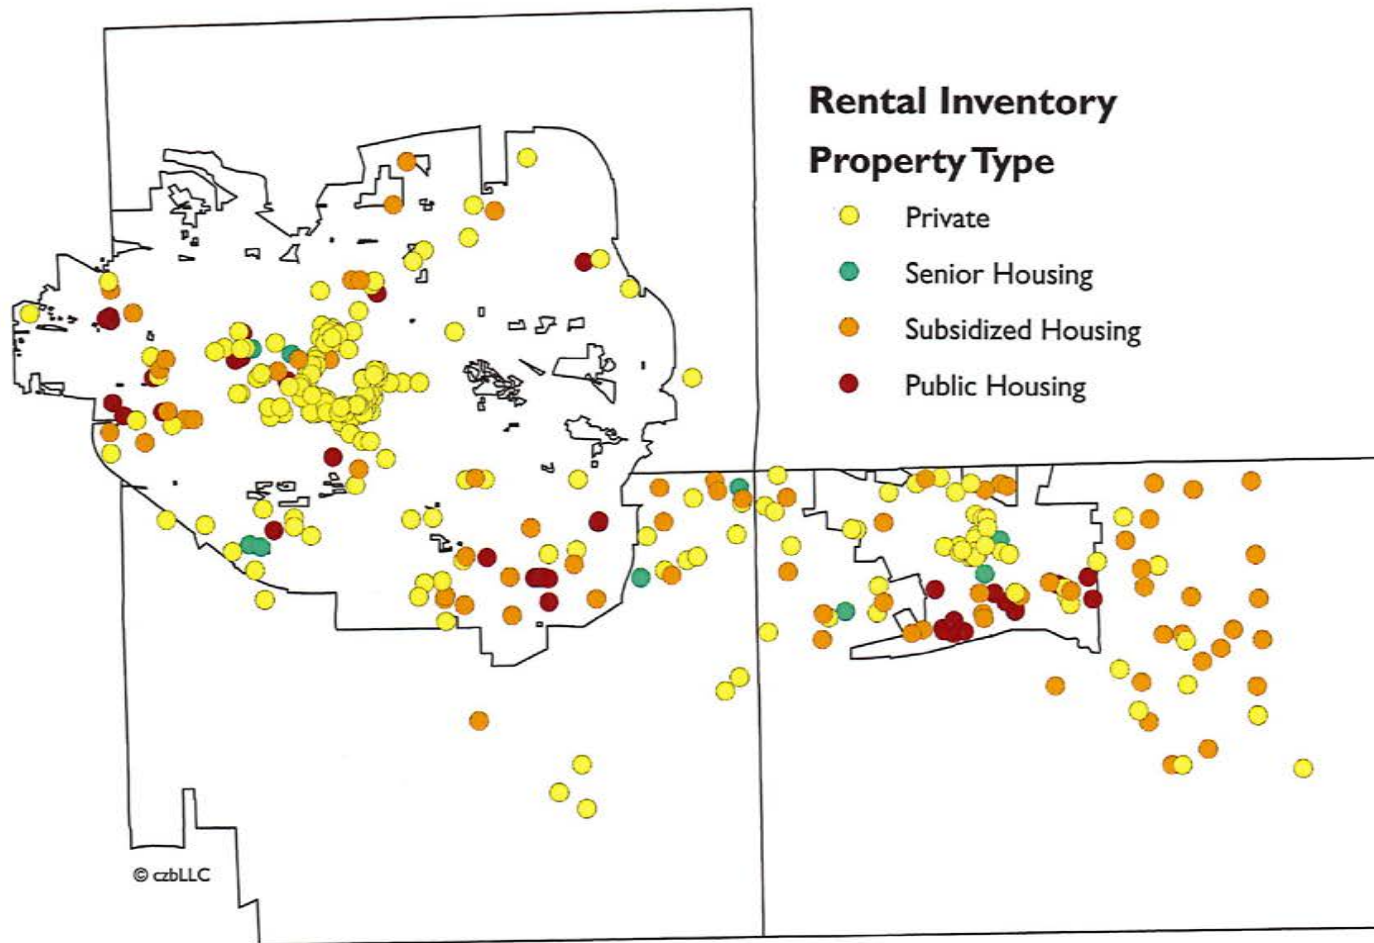 Rental Inventory
Property Type
Private
Senior Housing
Subsidized Housing
Public Housing
© czbLLC